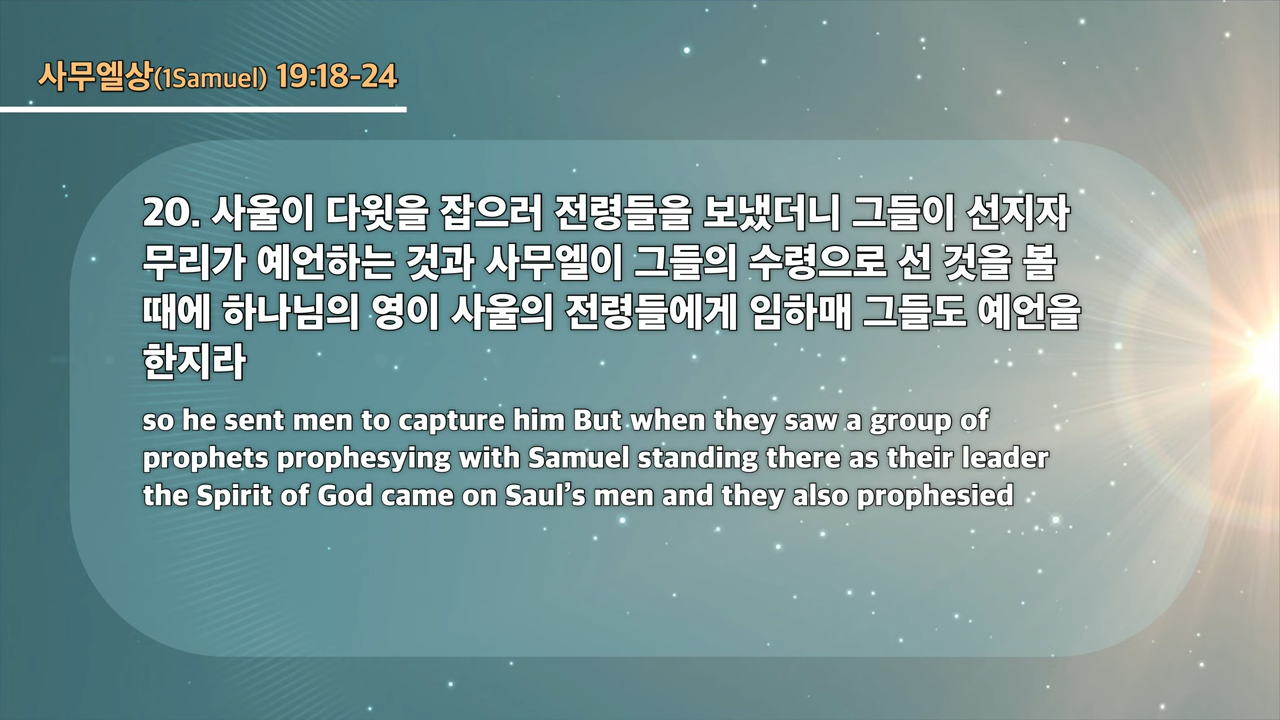 사무엘상(1Samuel) 19:18-24
20. 사울이 다윗을 잡으러 전령들을 보냈더니 그들이 선지자
무리가 예언하는 것과 사무엘이 그들의 수령으로 선 것을 볼
때에 하나님의 영이 사울의 전령들에게 임하매 그들도 예언을
한지라
so he sent men to capture him But when they saw a group of
prophets prophesying with Samuel standing there as their leader
the Spirit of God came on Saul’s men and they also prophesied